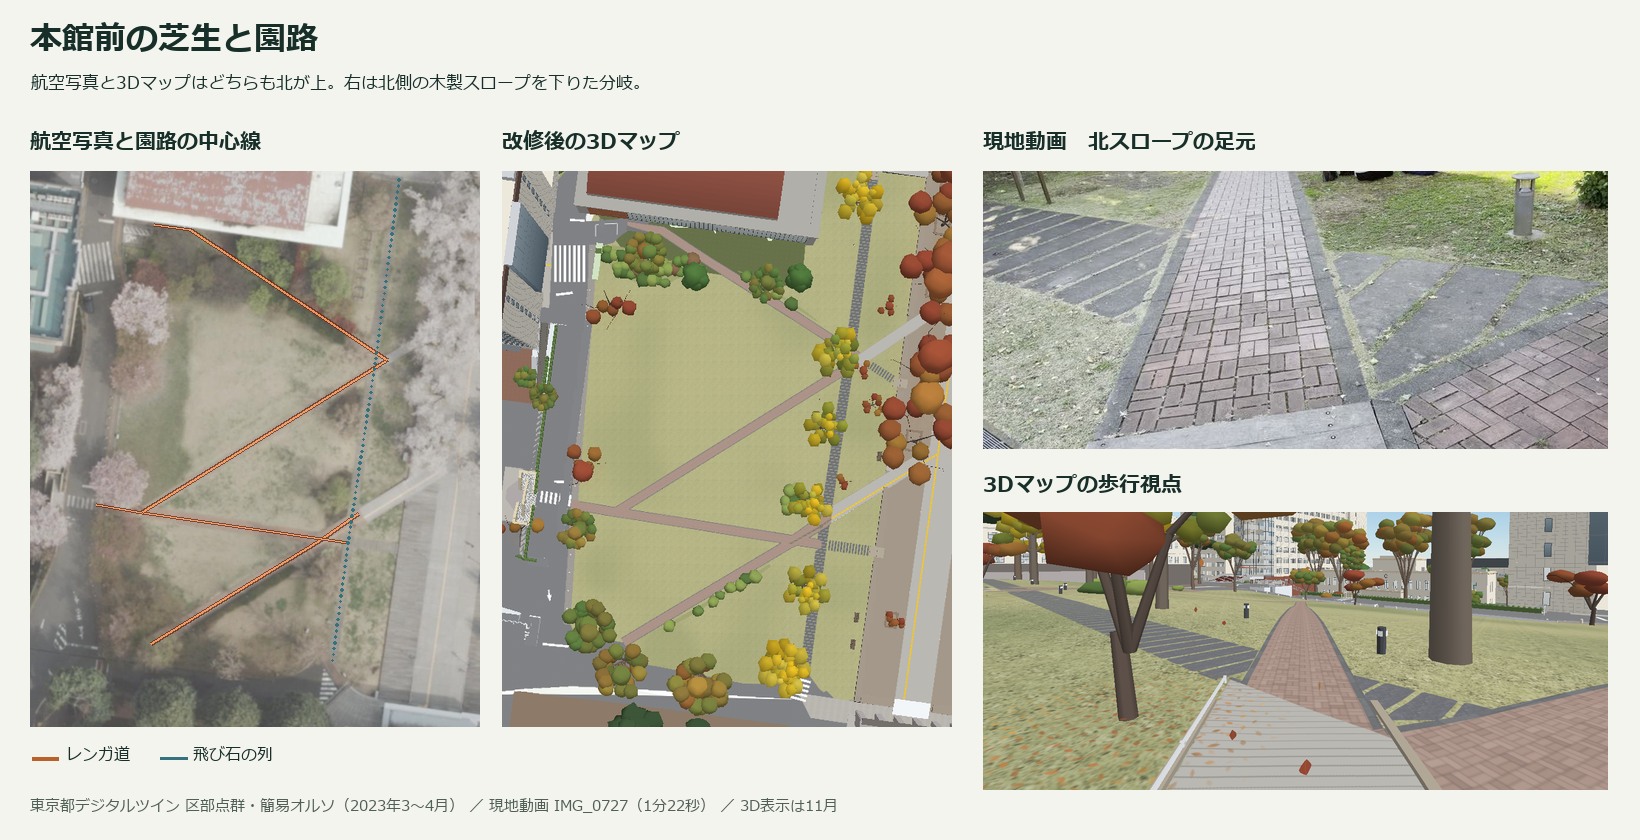 本館前の芝生と園路
航空写真と3Dマップはどちらも北が上。右は北側の木製スロープを下りた分岐。
航空写真と園路の中心線
改修後の3Dマップ
現地動画　北スロープの足元
3Dマップの歩行視点
レンガ道
飛び石の列
東京都デジタルツイン 区部点群・簡易オルソ（2023年3〜4月） ／ 現地動画 IMG_0727（1分22秒） ／ 3D表示は11月